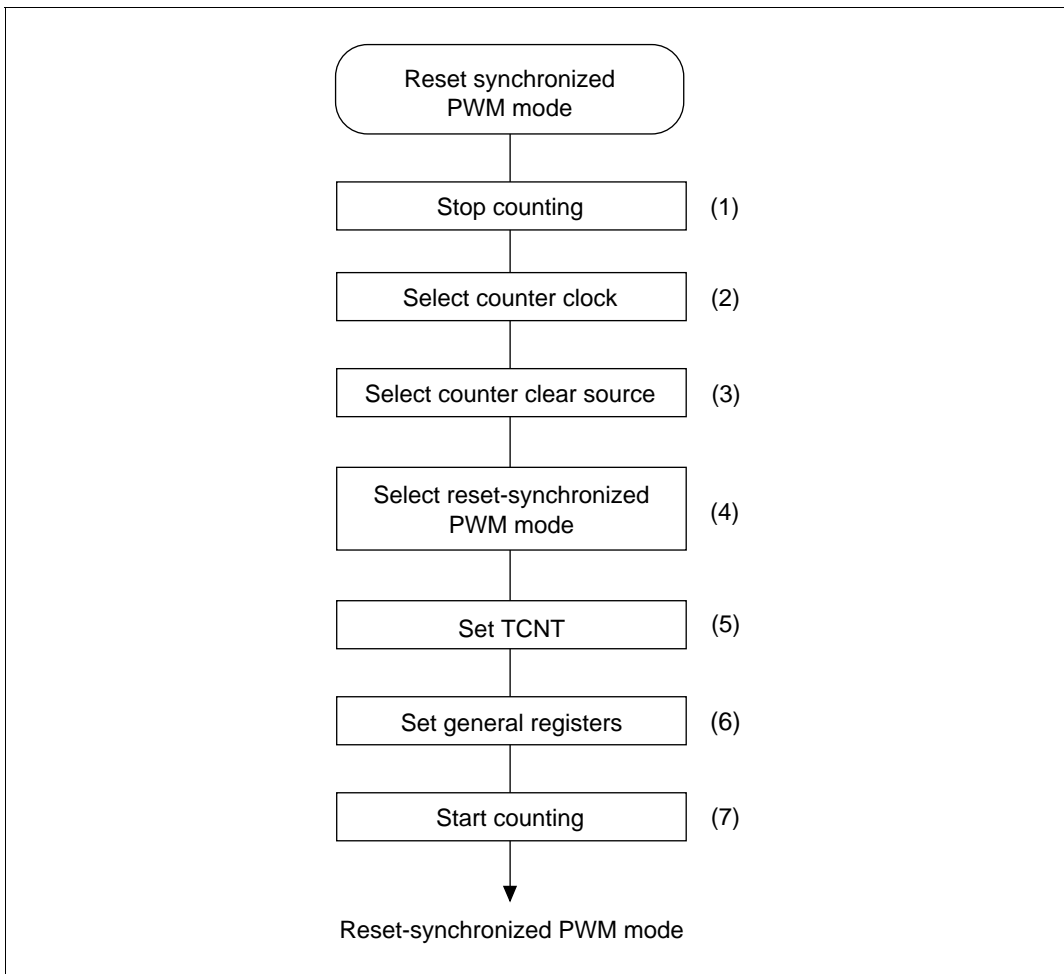 Reset synchronized
PWM mode
Stop counting (1)
Select counter clock (2)
Select counter clear source (3)
Select reset-synchronized
PWM mode (4)
Set TCNT (5)
Set general registers (6)
Start counting (7)
Reset-synchronized PWM mode